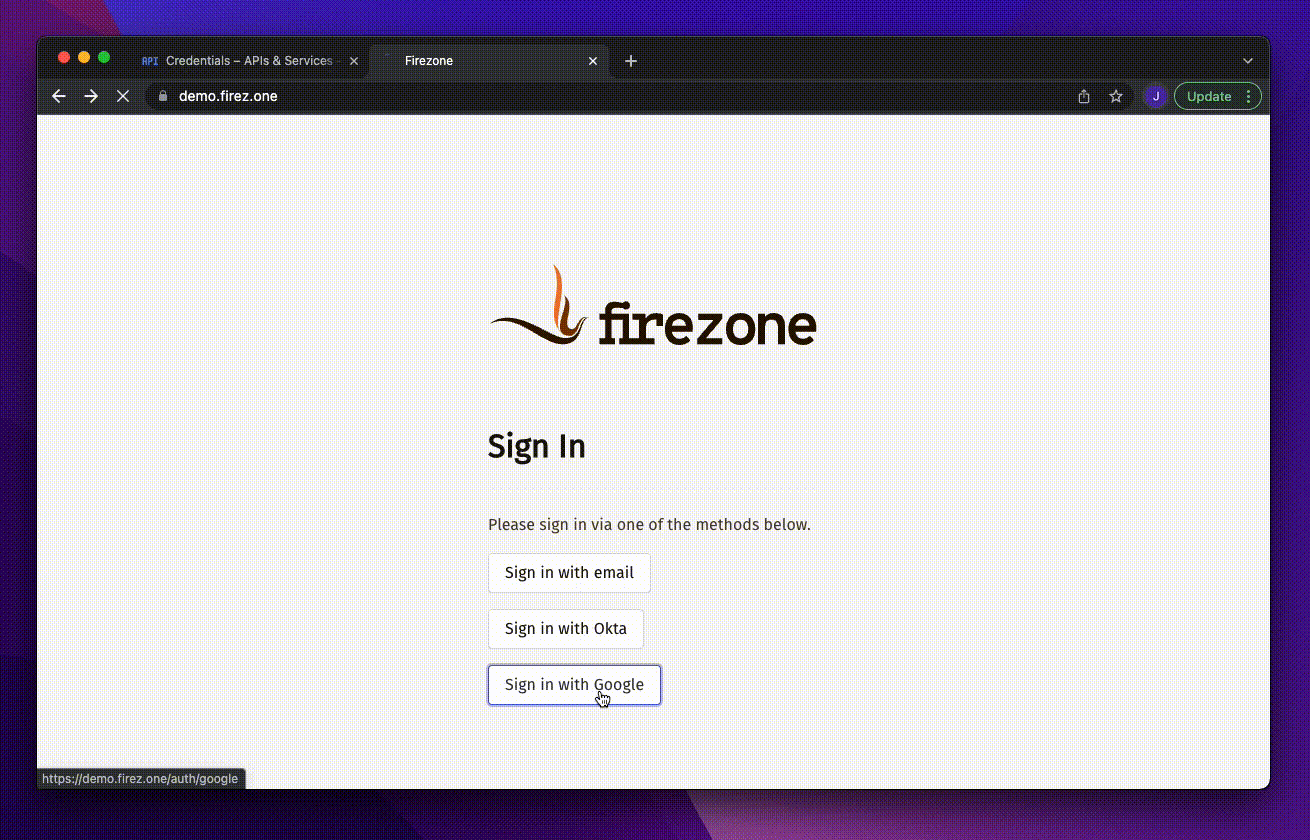 API Credentials – APIs & Services –
Firezone
demo.firez.one
J
Update
firezone
Sign In
Please sign in via one of the methods below.
Sign in with email
Sign in with Okta
Sign in with Google
https://demo.firez.one/auth/google